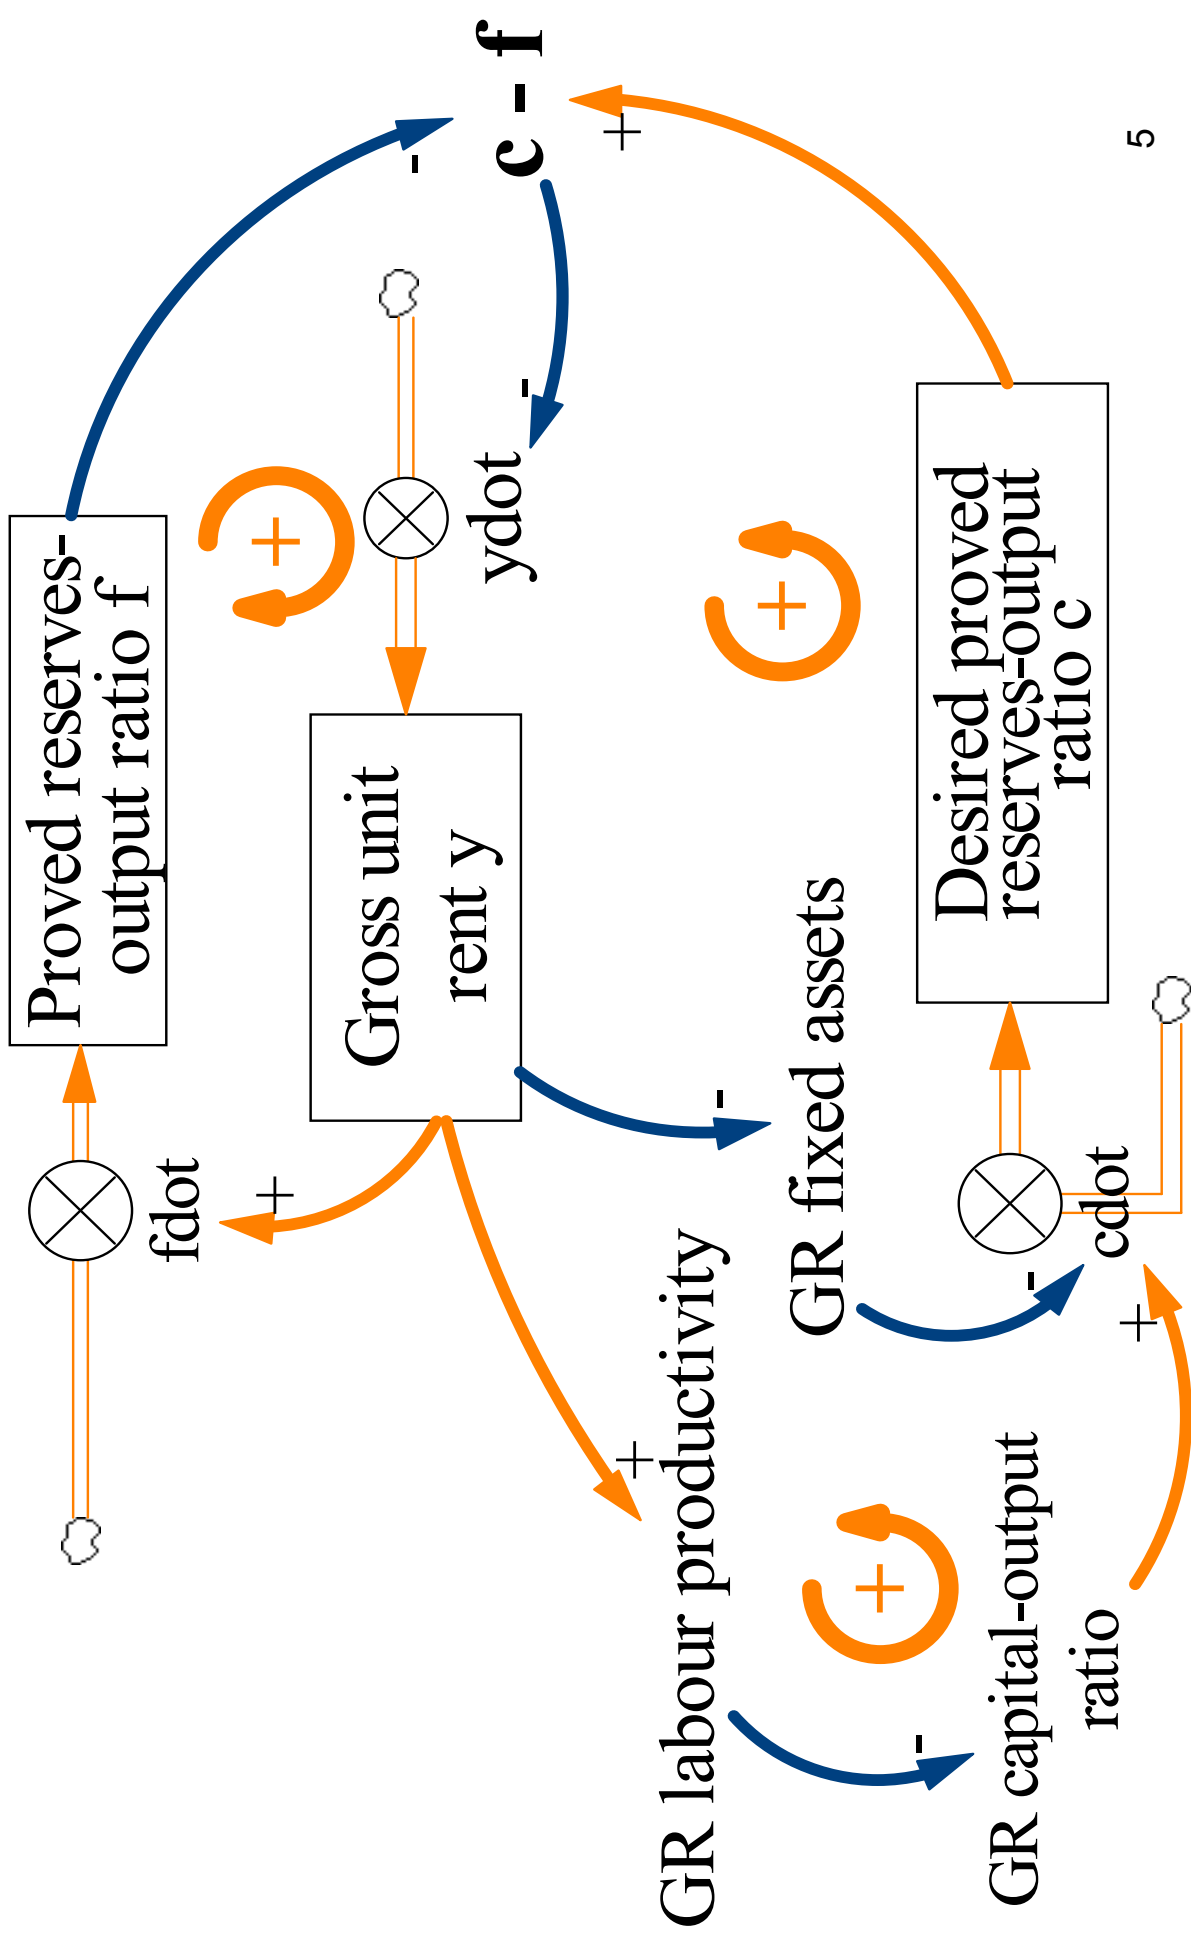 Proved reserves-
output ratio f
fdot
+
-
c - f
+
+
Gross unit
rent y
-
ydot
+
GR labour productivity
+
-
GR fixed assets
+
-
GR capital-output
ratio
+
-
+
cdot
Desired proved
reserves-output
ratio c
+
5